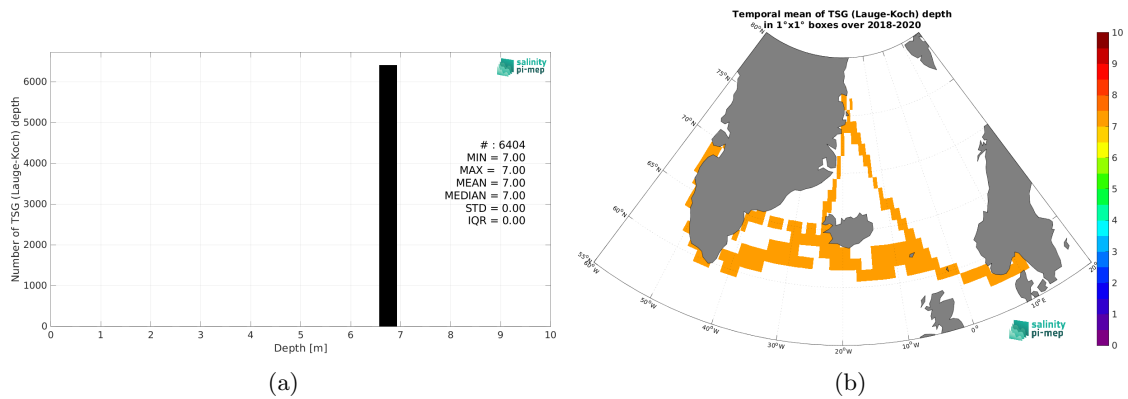 Number of TSG (Lauge-Koch) depth
6000
5000
4000
3000
2000
1000
0
salinity
pi-mep
# : 6404
MIN = 7.00
MAX = 7.00
MEAN = 7.00
MEDIAN = 7.00
STD = 0.00
IQR = 0.00
0 1 2 3 4 5 6 7 8 9 10
Depth [m]
(a)
Temporal mean of TSG (Lauge-Koch) depth
in 1°x1° boxes over 2018-2020
80°N
75°N
70°N
65°N
60°N
55°N
60°W
50°W
40°W
30°W
20°W
10°W
0°
10°E
salinity
pi-mep
10
9
8
7
6
5
4
3
2
1
0
(b)